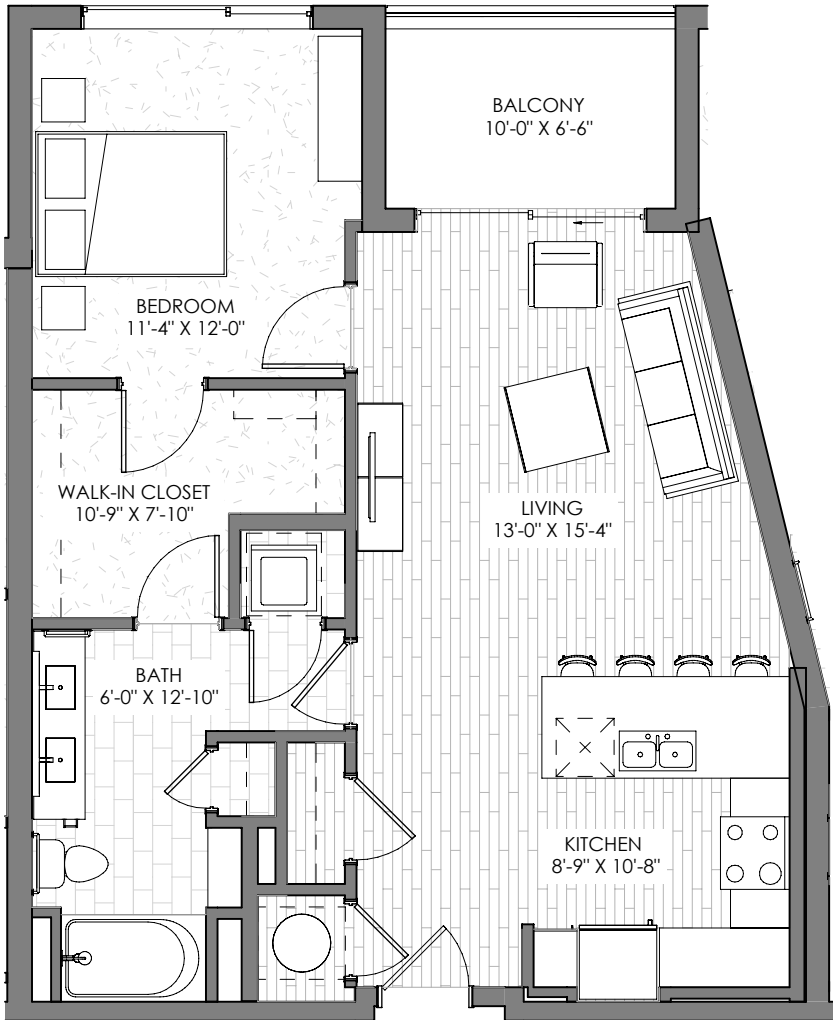 BALCONY
10'-0" X 6'-6"
BEDROOM
11'-4" X 12'-0"
WALK-IN CLOSET
10'-9" X 7'-10"
LIVING
13'-0" X 15'-4"
BATH
6'-0" X 12'-10"
KITCHEN
8'-9" X 10'-8"